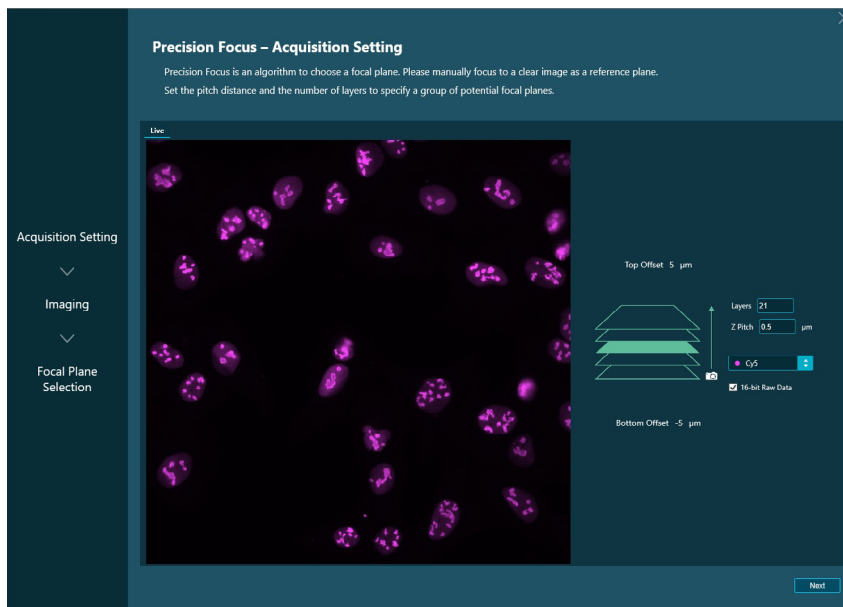 Precision Focus – Acquisition Setting
Precision Focus is an algorithm to choose a focal plane. Please manually focus to a clear image as a reference plane.
Set the pitch distance and the number of layers to specify a group of potential focal planes.
Acquisition Setting
Imaging
Focal Plane
Selection
Live
Top Offset 5 μm
Layers 21
Z Pitch 0.5 μm
Cy5
16-bit Raw Data
Bottom Offset -5 μm
Next